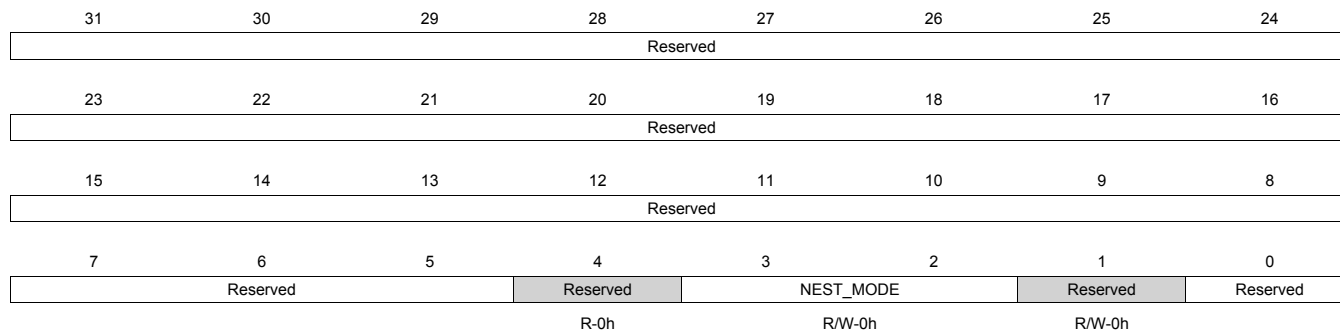 31 30 29 28 27 26 25 24
Reserved
23 22 21 20 19 18 17 16
Reserved
15 14 13 12 11 10 9 8
Reserved
7 6 5 4 3 2 1 0
Reserved Reserved NEST_MODE Reserved Reserved
R-0h R/W-0h R/W-0h